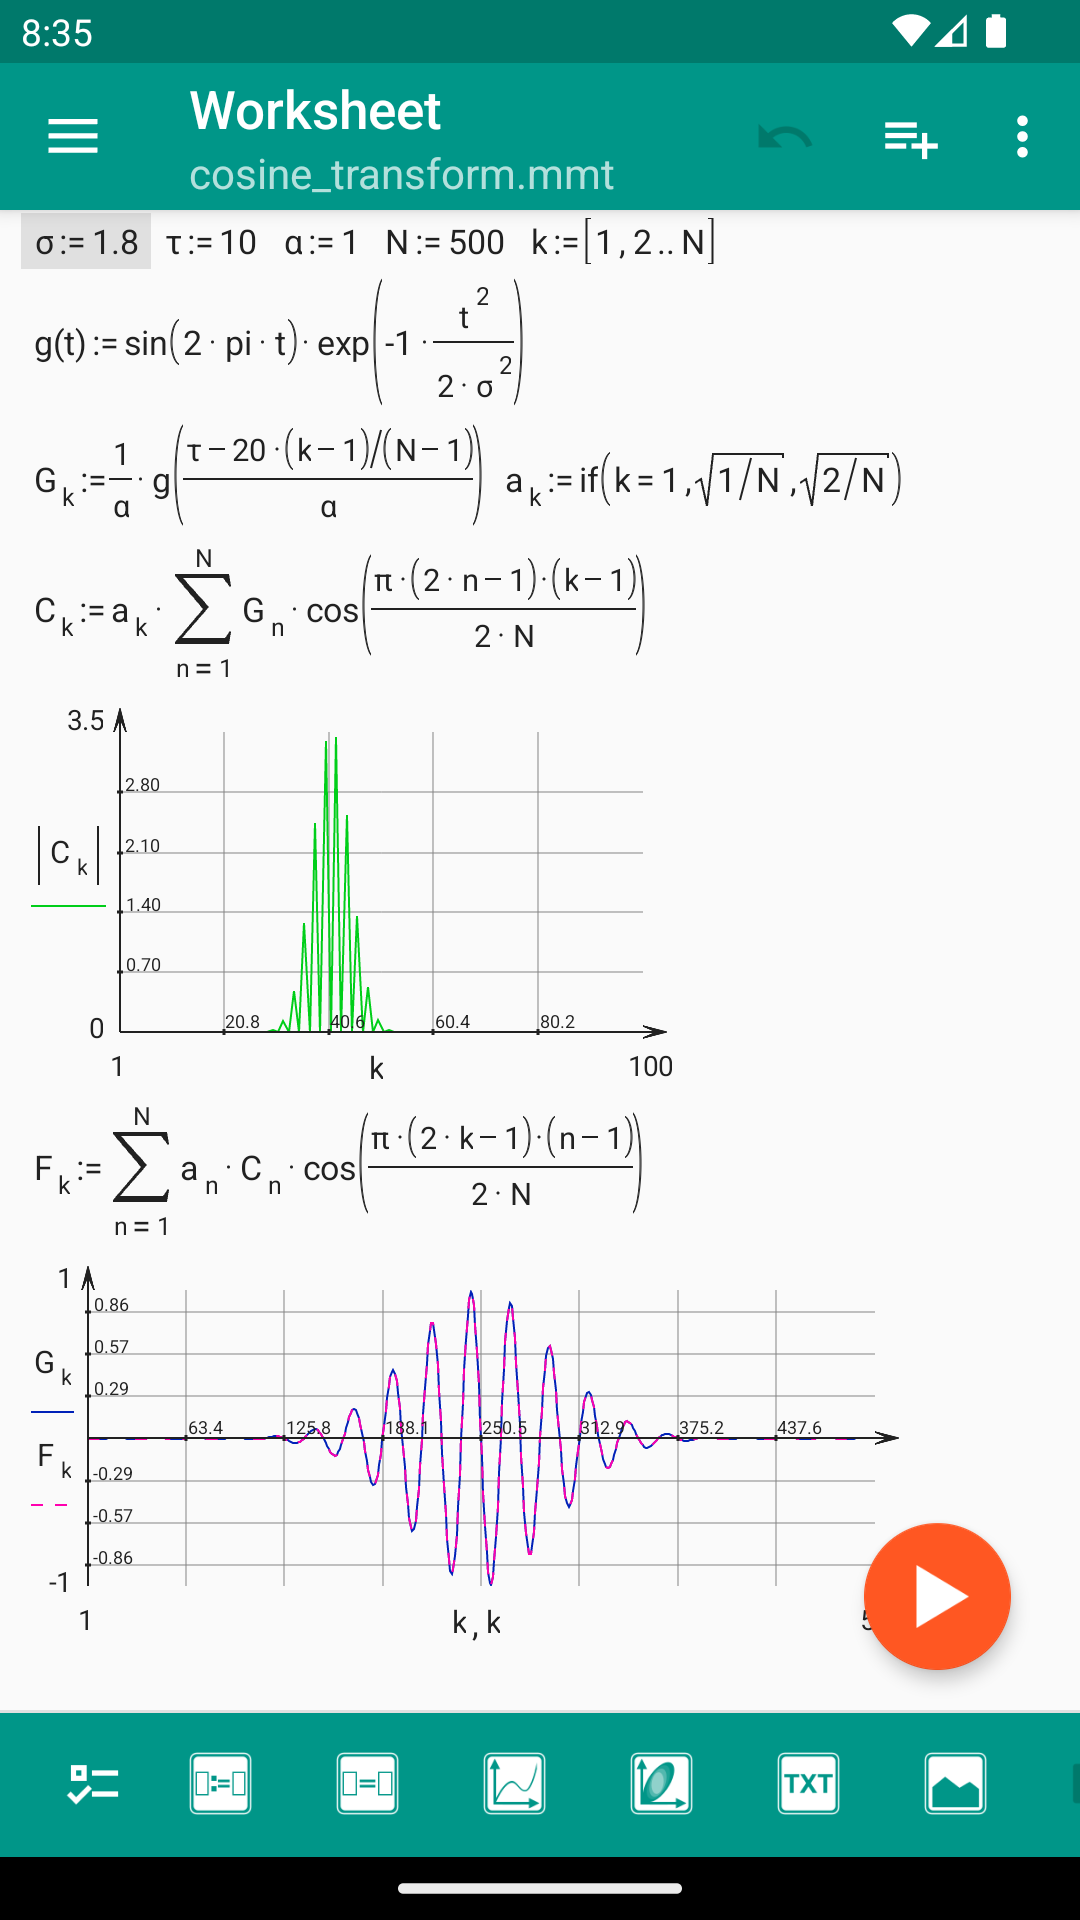 8:35
Worksheet
cosine_transform.mmt
σ := 1.8 τ := 10 α := 1 N := 500 k := [1 , 2 .. N]
g(t) := sin(2 · pi · t) · exp(-1 · t^2 / (2 · σ^2))
G_k := 1/α · g((τ − 20 · (k − 1)/(N − 1)) / α) a_k := if(k = 1 , √(1/N) , √(2/N))
C_k := a_k · ∑_{n = 1}^{N} G_n · cos((π · (2 · n − 1) · (k − 1)) / (2 · N))
3.5
2.80
2.10
|C_k|
1.40
0.70
0
20.8 40.6 60.4 80.2
1 k 100
F_k := ∑_{n = 1}^{N} a_n · C_n · cos((π · (2 · k − 1) · (n − 1)) / (2 · N))
1
0.86
0.57
G_k
0.29
63.4 125.8 188.1 250.5 312.9 375.2 437.6
F_k
-0.29
-0.57
-0.86
-1
1 k , k
TXT